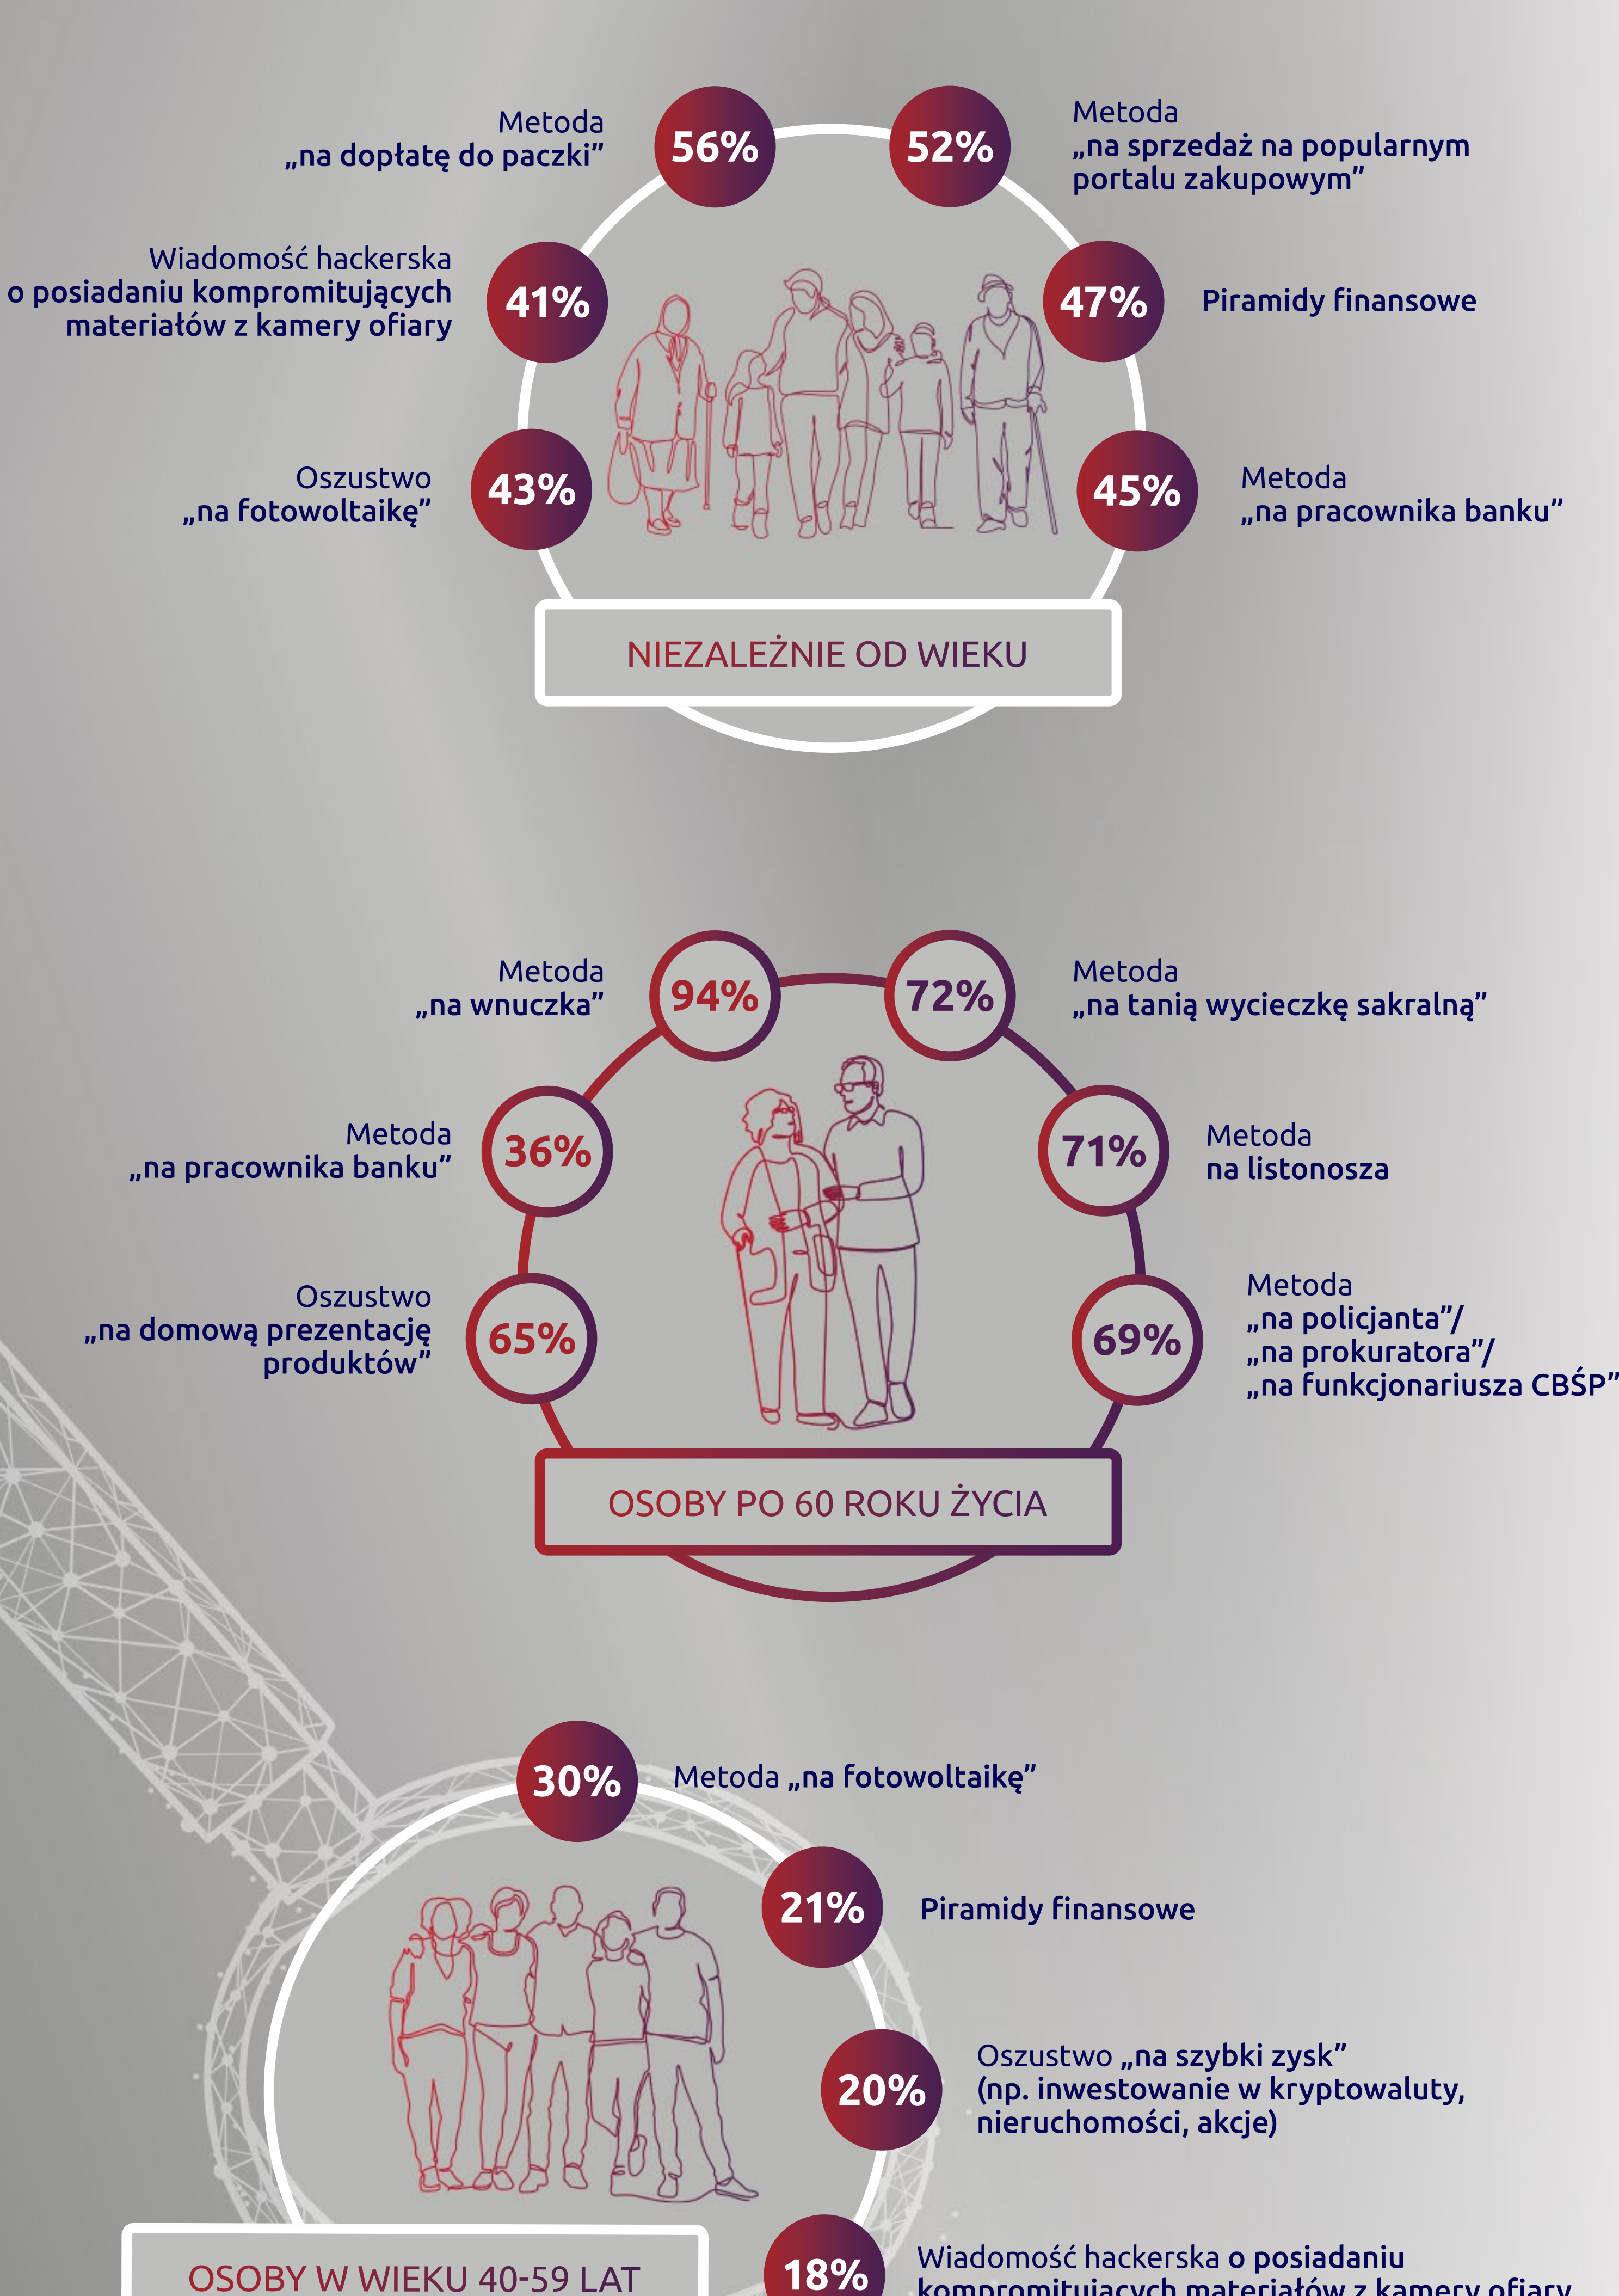 Metoda
„na dopłatę do paczki”
56%
52%
Metoda
„na sprzedaż na popularnym
portalu zakupowym”
Wiadomość hackerska
o posiadaniu kompromitujących
materiałów z kamery ofiary
41%
47%
Piramidy finansowe
Oszustwo
„na fotowoltaikę”
43%
45%
Metoda
„na pracownika banku”
NIEZALEŻNIE OD WIEKU
Metoda
„na wnuczka”
94%
72%
Metoda
„na tanią wycieczkę sakralną”
Metoda
„na pracownika banku”
36%
71%
Metoda
na listonosza
Oszustwo
„na domową prezentację
produktów”
65%
69%
Metoda
„na policjanta”/
„na prokuratora”/
„na funkcjonariusza CBŚP”
OSOBY PO 60 ROKU ŻYCIA
30%
Metoda „na fotowoltaikę”
21%
Piramidy finansowe
20%
Oszustwo „na szybki zysk”
(np. inwestowanie w kryptowaluty,
nieruchomości, akcje)
18%
Wiadomość hackerska o posiadaniu
kompromitujących materiałów z kamery ofiary
OSOBY W WIEKU 40-59 LAT